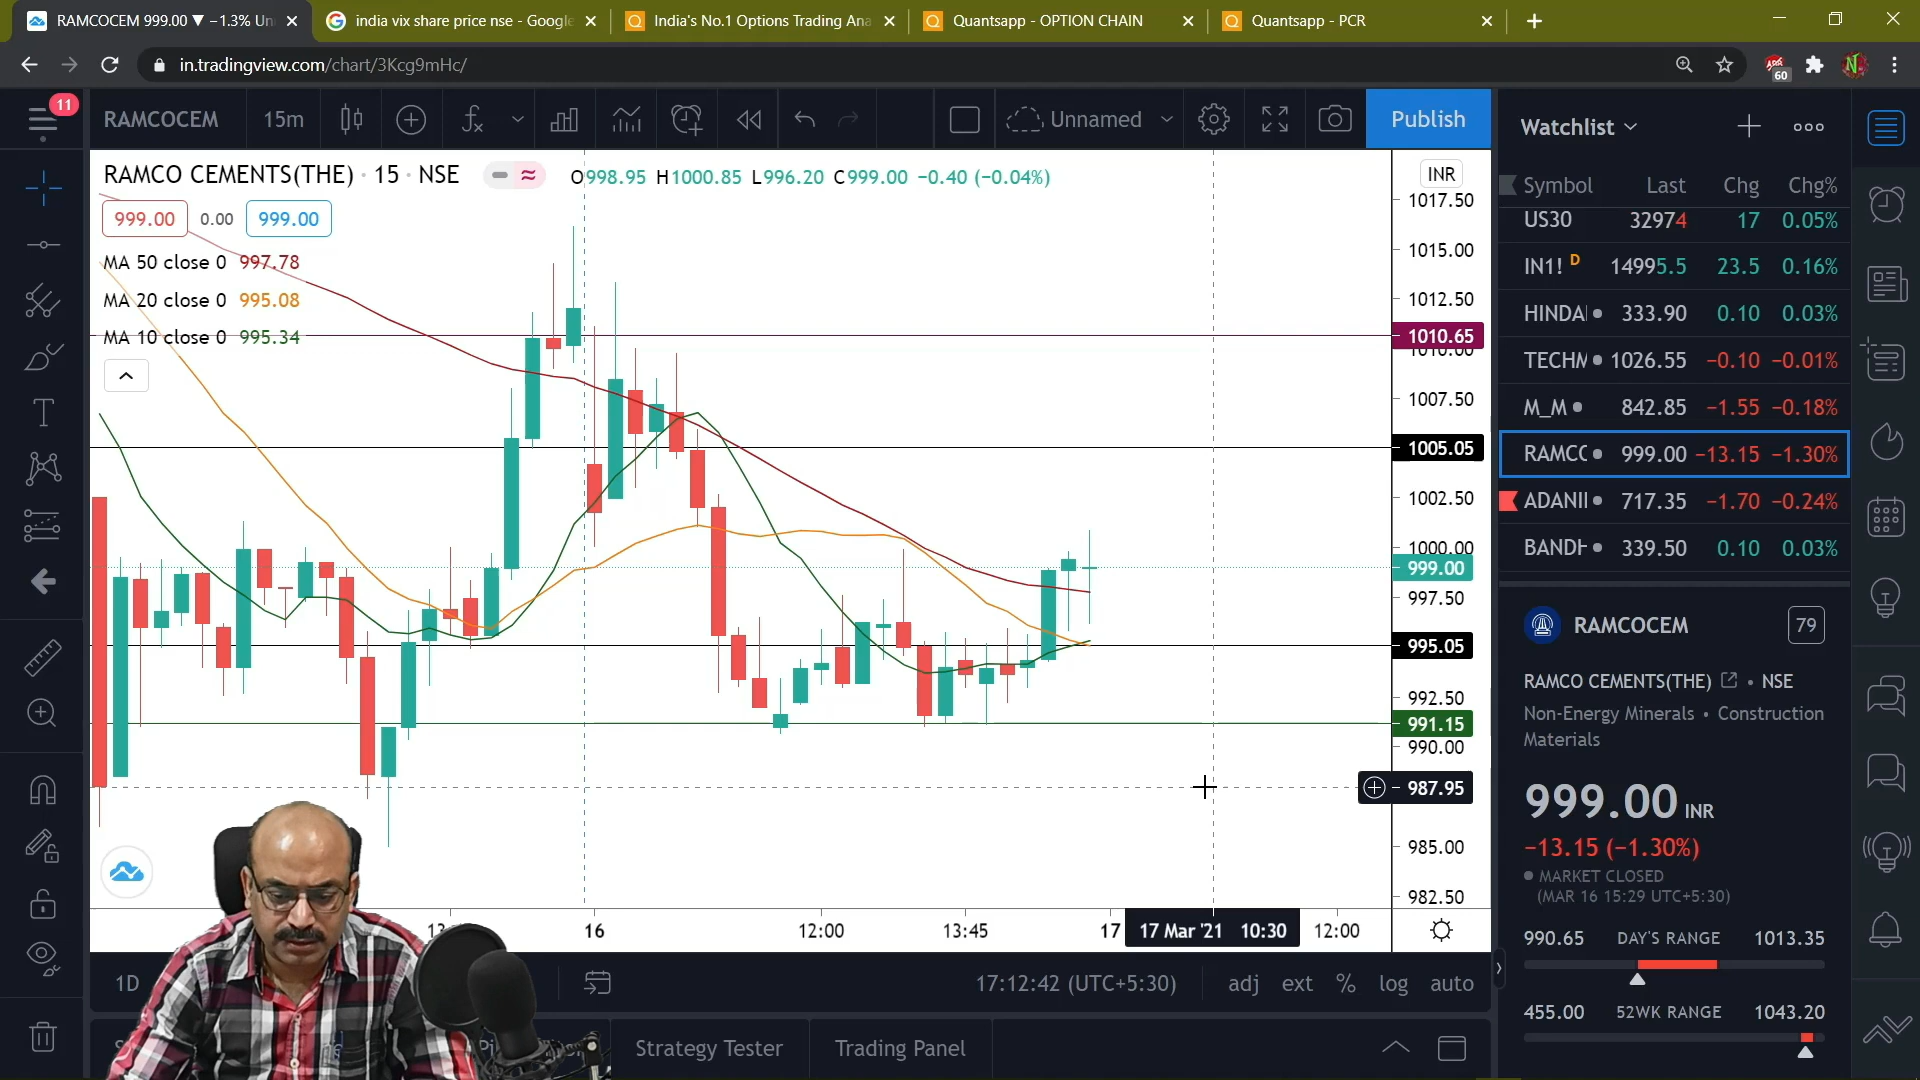 RAMCOCEM 999.00 ▼ −1.3% Un
india vix share price nse - Google
India's No.1 Options Trading Ana
Quantsapp - OPTION CHAIN
Quantsapp - PCR
in.tradingview.com/chart/3Kcg9mHc/
60
11
RAMCOCEM
15m
Unnamed
Publish
RAMCO CEMENTS(THE) · 15 · NSE
O998.95 H1000.85 L996.20 C999.00 −0.40 (−0.04%)
999.00 0.00 999.00
MA 50 close 0 997.78
MA 20 close 0 995.08
MA 10 close 0 995.34
INR
1017.50
1015.00
1012.50
1010.65
1010.00
1007.50
1005.05
1002.50
1000.00
999.00
997.50
995.05
992.50
991.15
990.00
987.95
985.00
982.50
16
12:00
13:45
17
17 Mar '21 10:30
12:00
1D
17:12:42 (UTC+5:30)
adj
ext
%
log
auto
Strategy Tester
Trading Panel
Watchlist
Symbol Last Chg Chg%
US30 32974 17 0.05%
IN1! D 14995.5 23.5 0.16%
HINDA 333.90 0.10 0.03%
TECHM 1026.55 −0.10 −0.01%
M_M 842.85 −1.55 −0.18%
RAMCO 999.00 −13.15 −1.30%
ADANI 717.35 −1.70 −0.24%
BANDH 339.50 0.10 0.03%
RAMCOCEM
79
RAMCO CEMENTS(THE) • NSE
Non-Energy Minerals • Construction
Materials
999.00 INR
−13.15 (−1.30%)
MARKET CLOSED
(MAR 16 15:29 UTC+5:30)
990.65 DAY'S RANGE 1013.35
455.00 52WK RANGE 1043.20